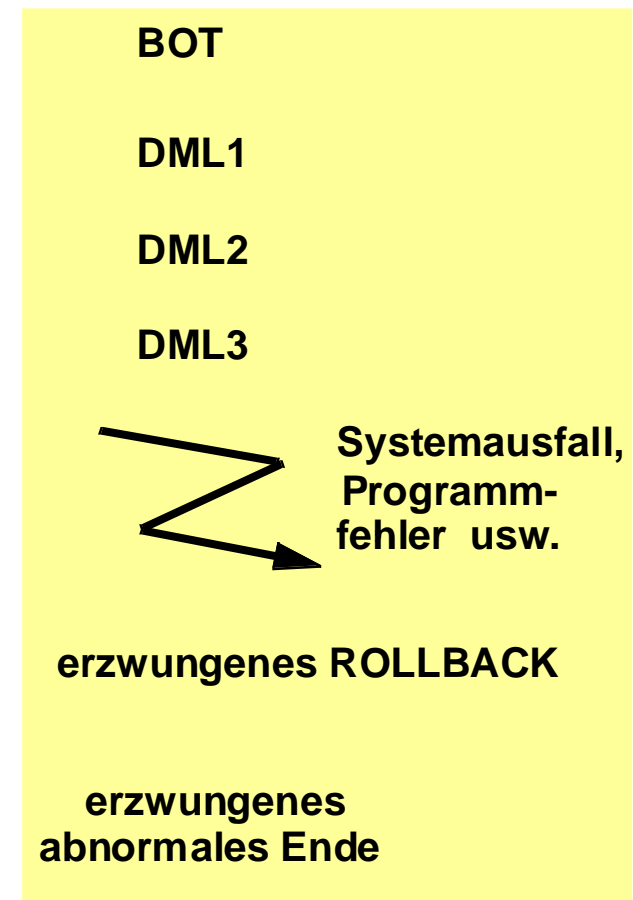 BOT
DML1
DML2
DML3
Systemausfall,
Programm-
fehler usw.
erzwungenes ROLLBACK
erzwungenes
abnormales Ende